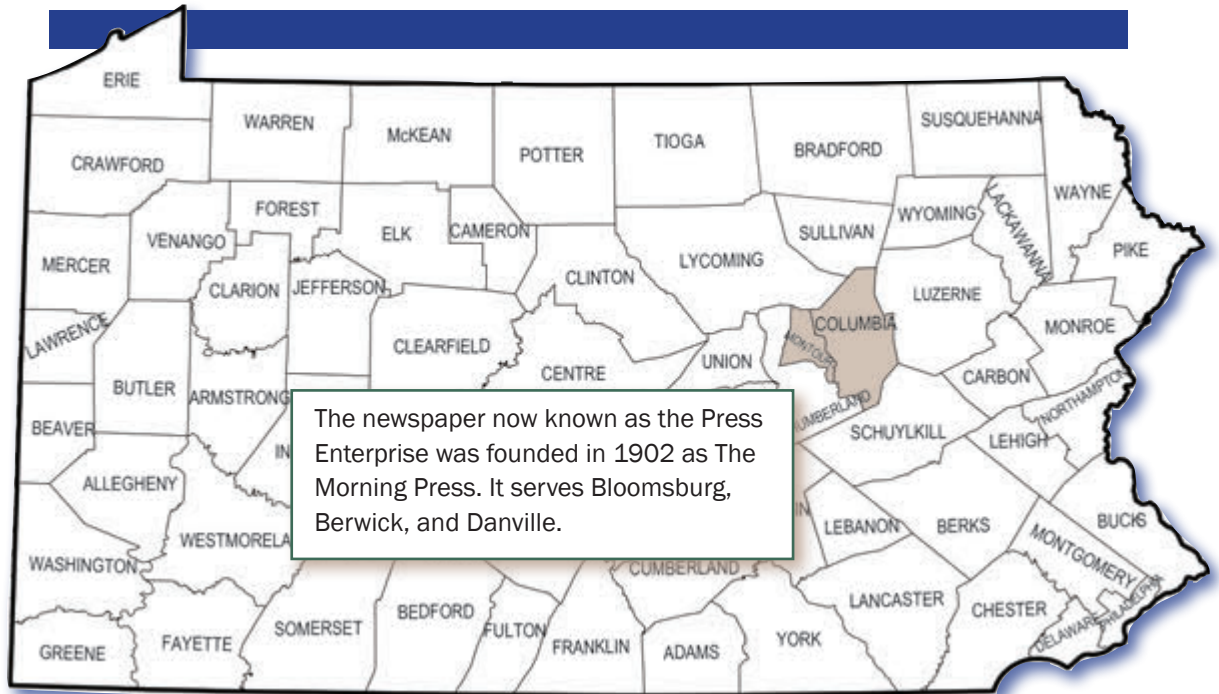 ERIE
WARREN
McKEAN
POTTER
TIOGA
BRADFORD
SUSQUEHANNA
CRAWFORD
WAYNE
FOREST
VENANGO
ELK
CAMERON
SULLIVAN
WYOMING
LACKAWANNA
PIKE
MERCER
CLARION
JEFFERSON
CLINTON
LYCOMING
LUZERNE
LAWRENCE
CLEARFIELD
COLUMBIA
MONTOUR
MONROE
BUTLER
ARMSTRONG
CENTRE
UNION
CARBON
BEAVER
IN
UMBERLAND
SCHUYLKILL
NORTHAMPTON
LEHIGH
The newspaper now known as the Press
Enterprise was founded in 1902 as The
Morning Press. It serves Bloomsburg,
Berwick, and Danville.
ALLEGHENY
WESTMORELA
IN
LEBANON
BERKS
BUCKS
MONTGOMERY
WASHINGTON
CUMBERLAND
LANCASTER
CHESTER
DELAWARE
PHILADELPHIA
GREENE
FAYETTE
SOMERSET
BEDFORD
FULTON
FRANKLIN
ADAMS
YORK